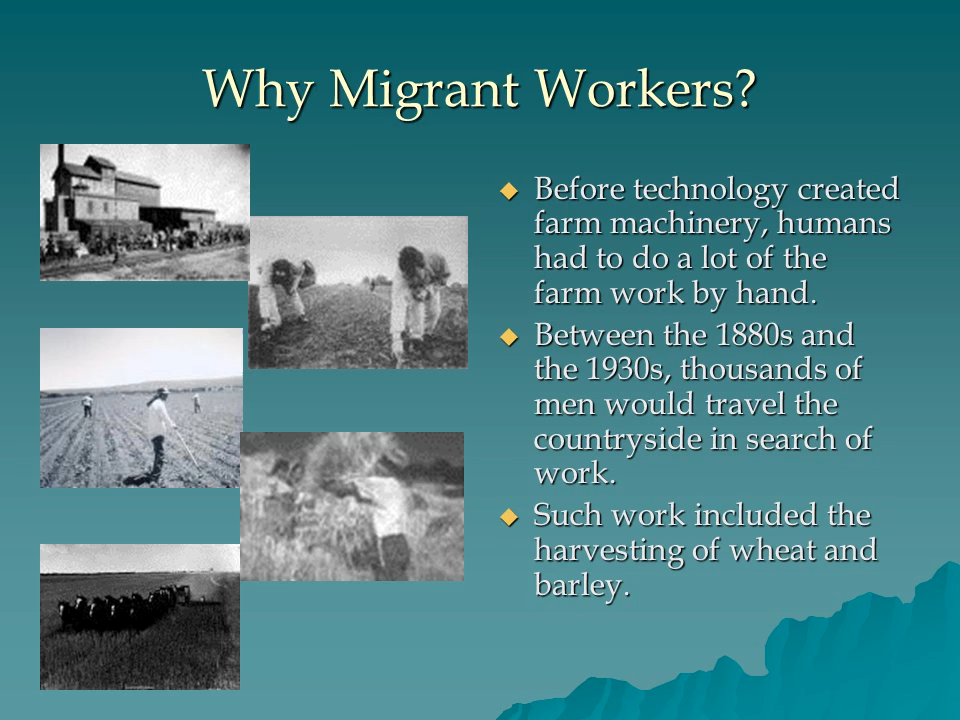 Why Migrant Workers?
Before technology created
farm machinery, humans
had to do a lot of the
farm work by hand.
Between the 1880s and
the 1930s, thousands of
men would travel the
countryside in search of
work.
Such work included the
harvesting of wheat and
barley.